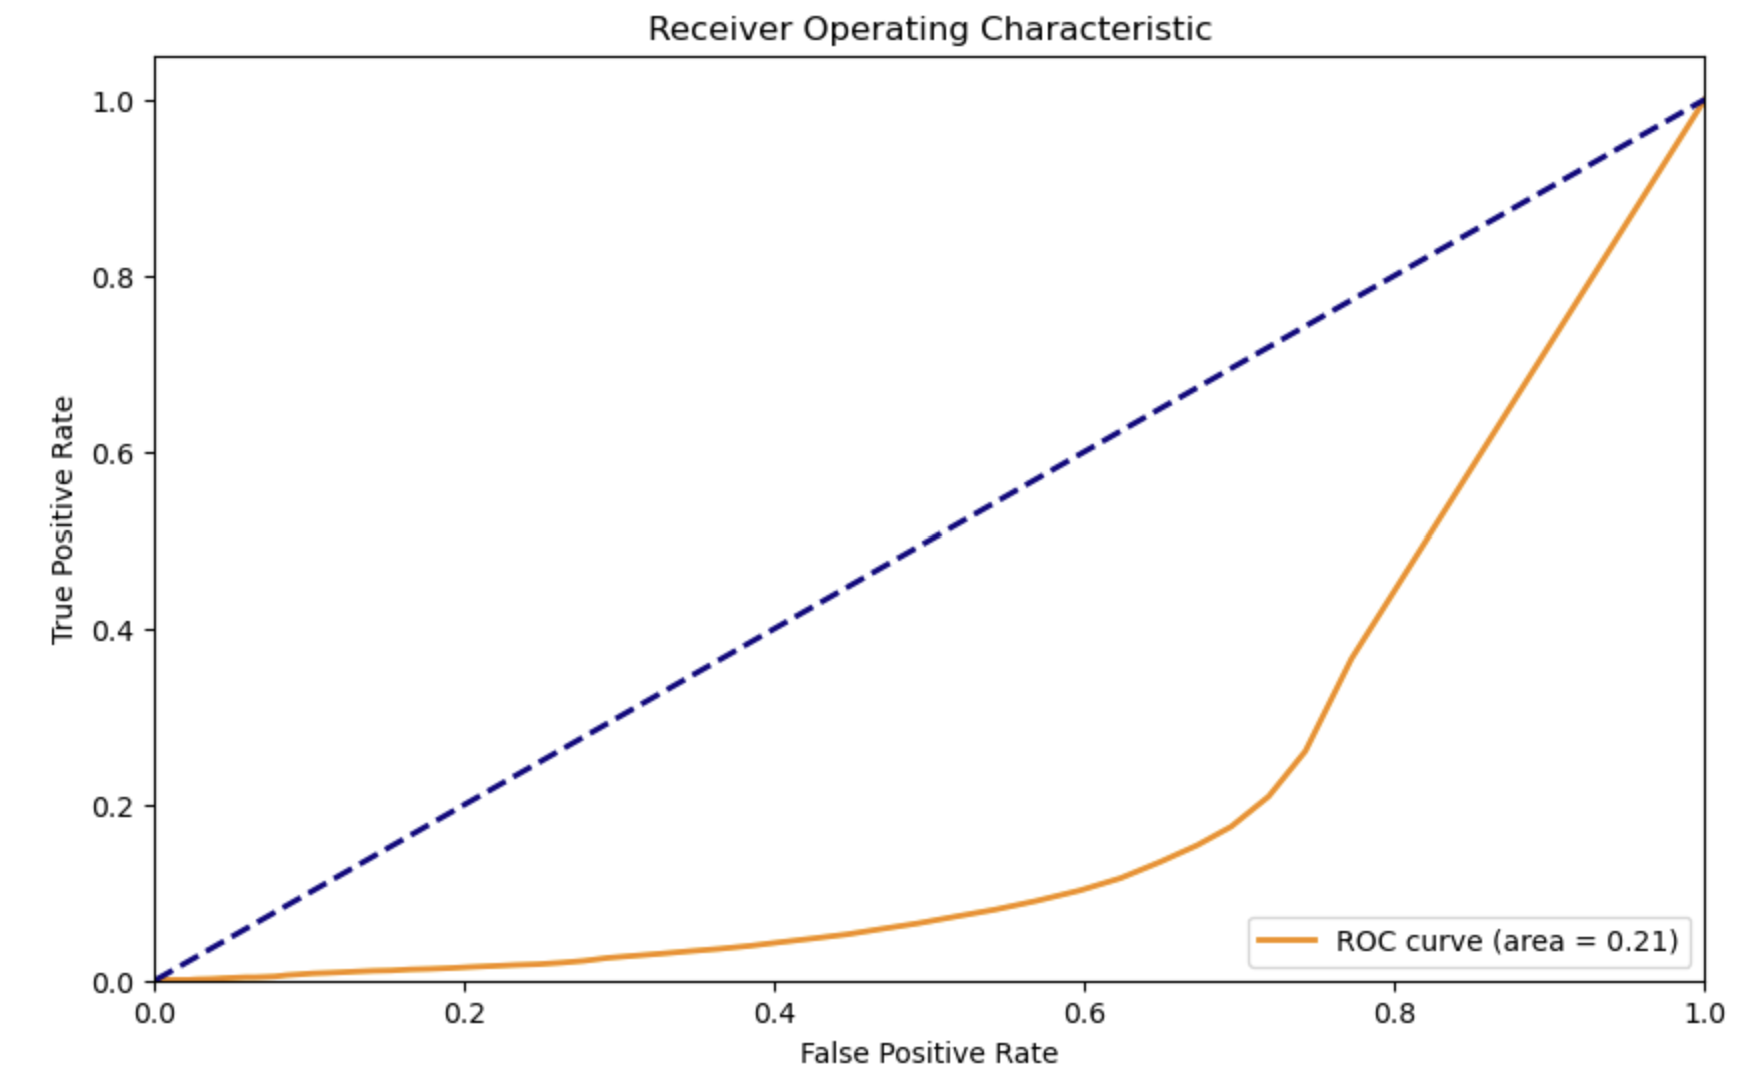 Receiver Operating Characteristic
True Positive Rate
1.0
0.8
0.6
0.4
0.2
0.0
ROC curve (area = 0.21)
0.0 0.2 0.4 0.6 0.8 1.0
False Positive Rate